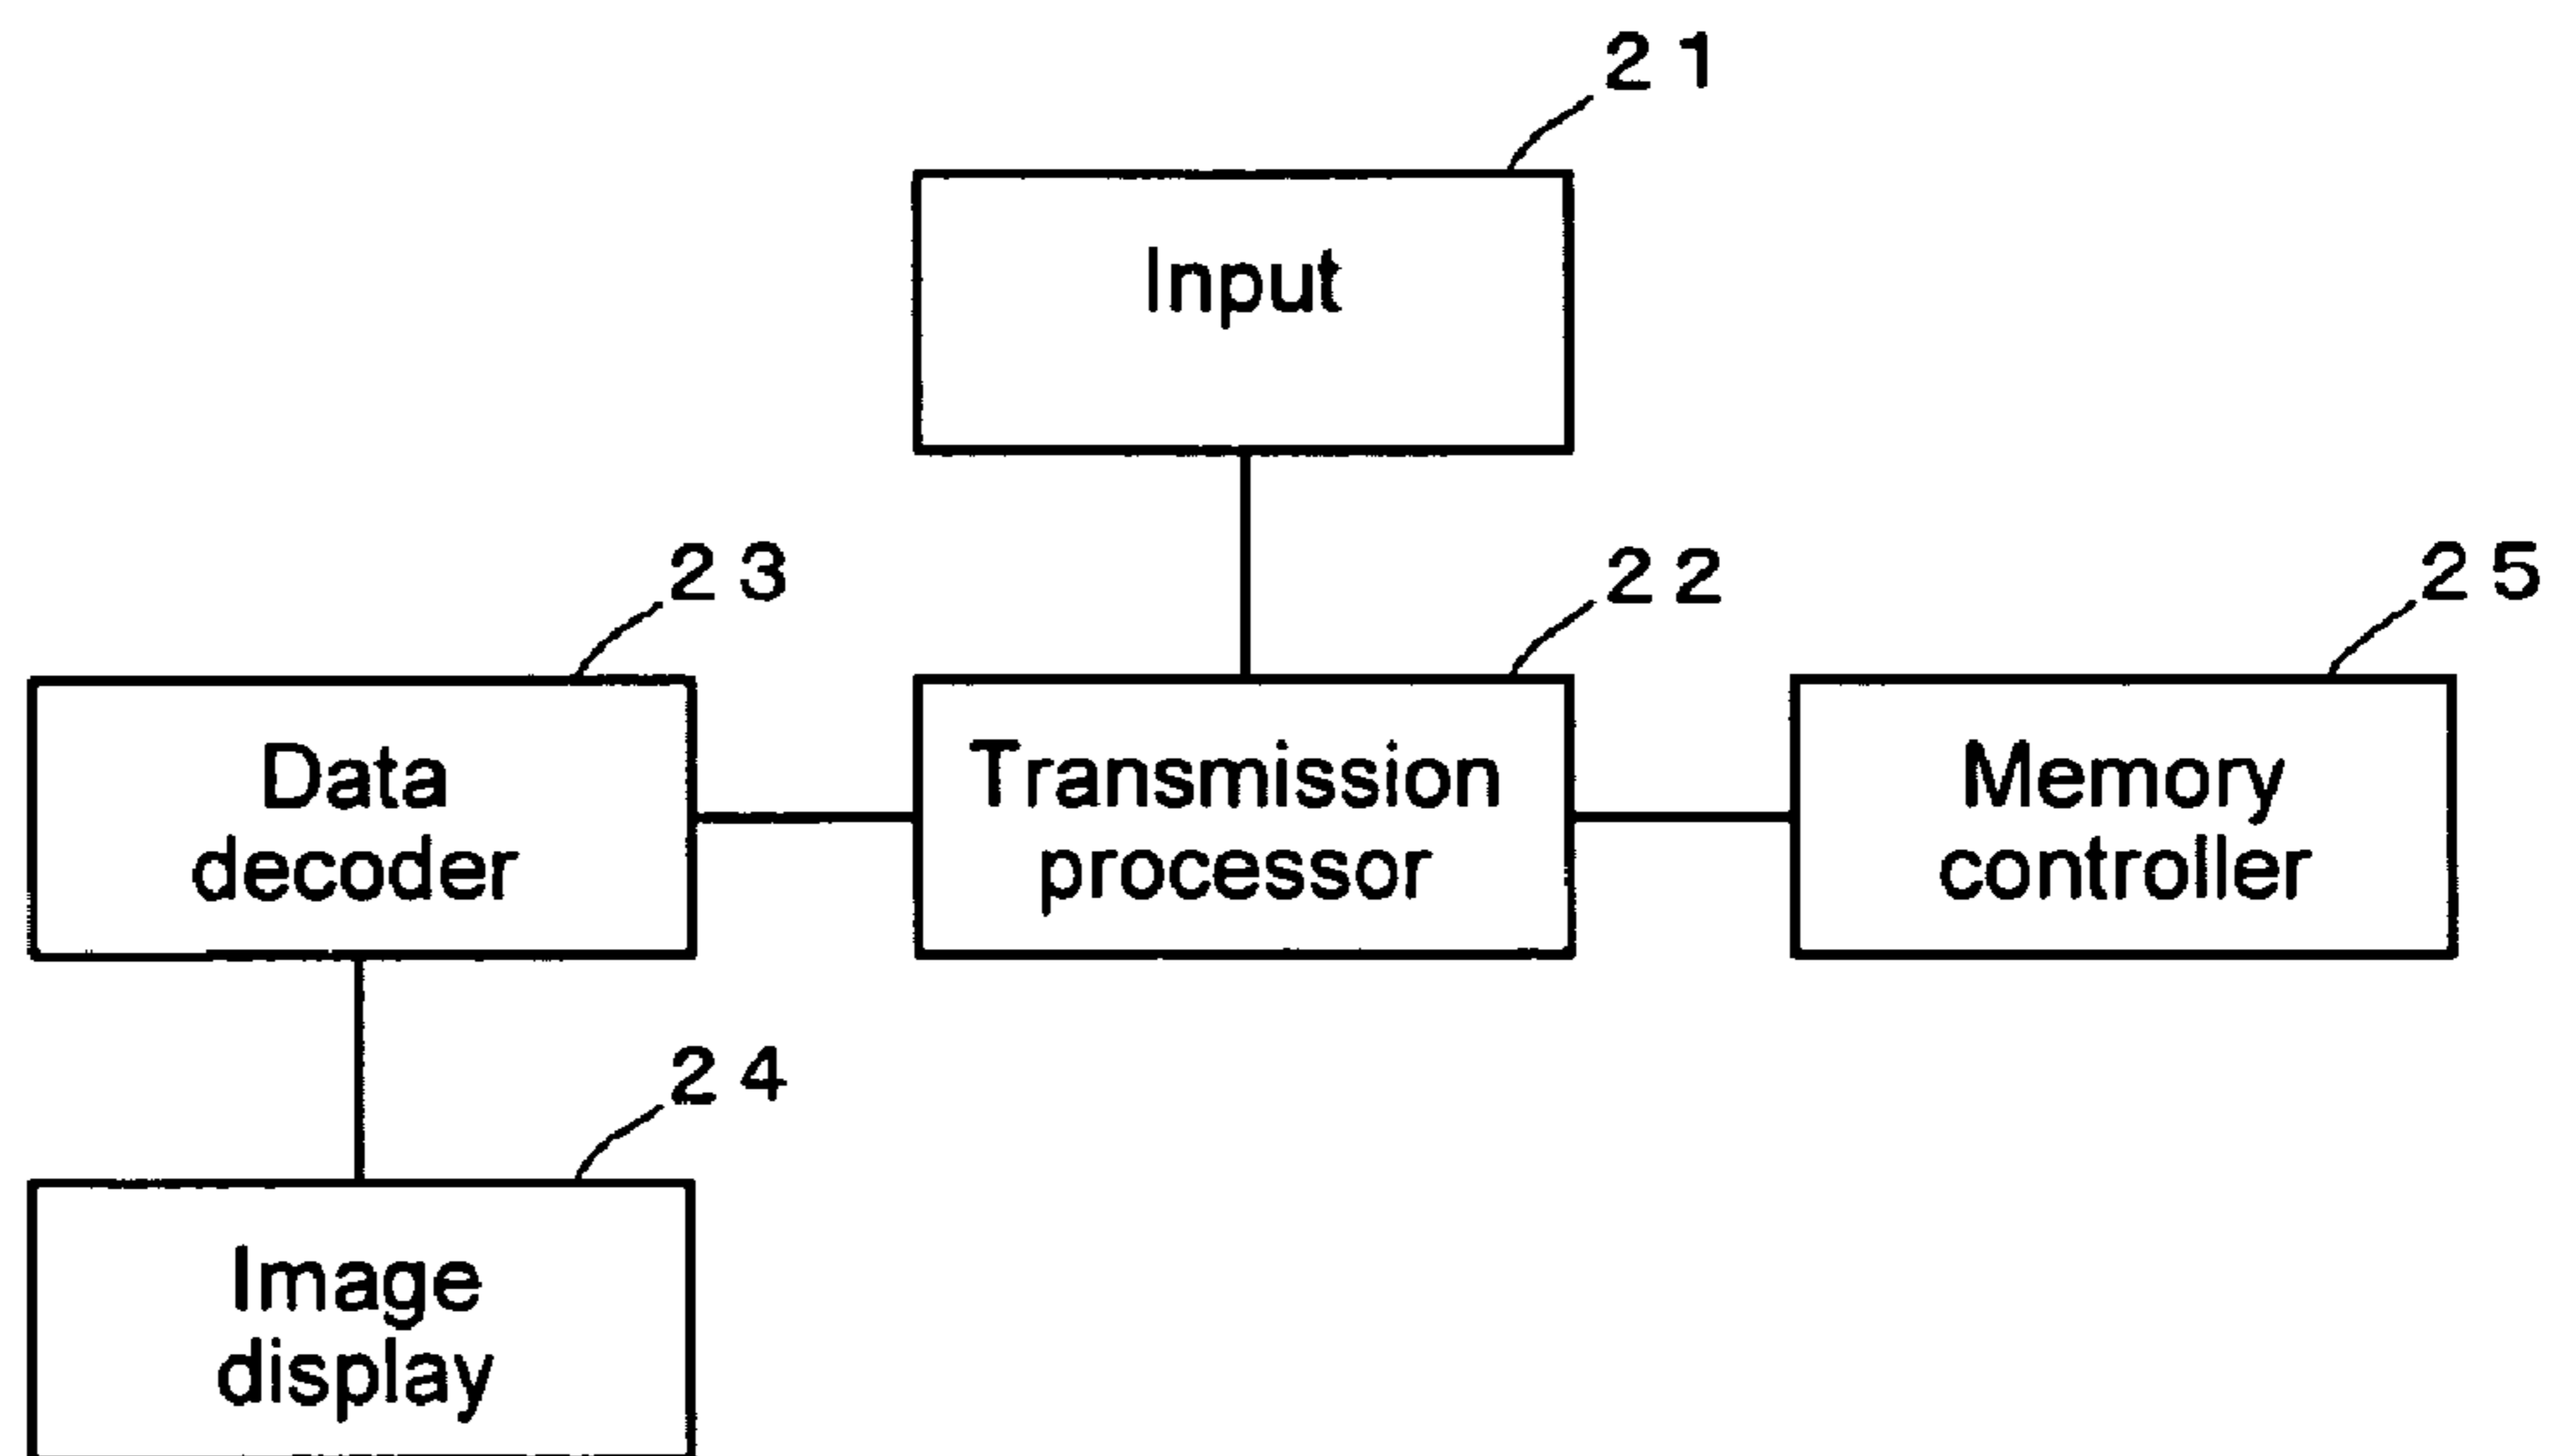 21
Input
23
22
25
Data
decoder
Transmission
processor
Memory
controller
24
Image
display